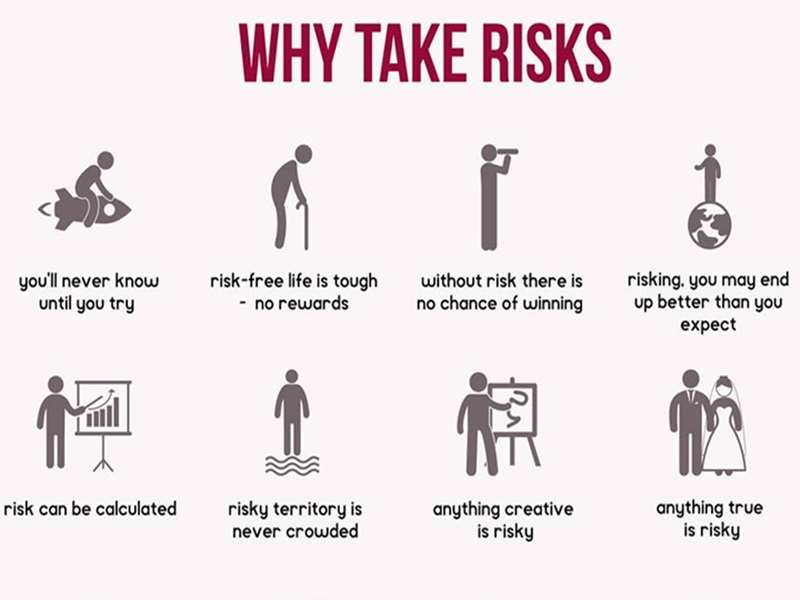 WHY TAKE RISKS
you'll never know
until you try
risk-free life is tough
- no rewards
without risk there is
no chance of winning
risking, you may end
up better than you
expect
risk can be calculated
risky territory is
never crowded
anything creative
is risky
anything true
is risky